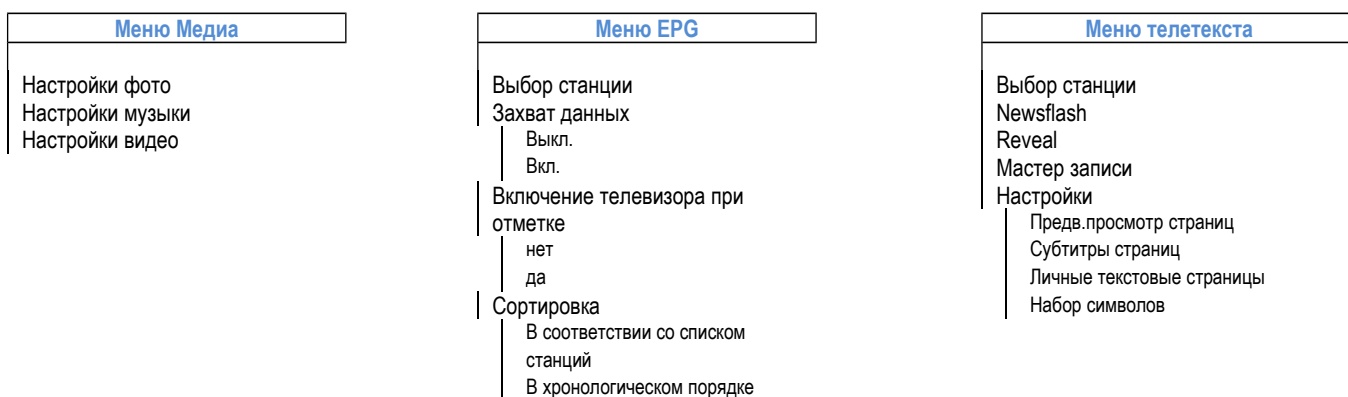 Меню Медиа
Настройки фото
Настройки музыки
Настройки видео
Меню EPG
Выбор станции
Захват данных
Выкл.
Вкл.
Включение телевизора при
отметке
нет
да
Сортировка
В соответствии со списком
станций
В хронологическом порядке
Меню телетекста
Выбор станции
Newsflash
Reveal
Мастер записи
Настройки
Предв.просмотр страниц
Субтитры страниц
Личные текстовые страницы
Набор символов